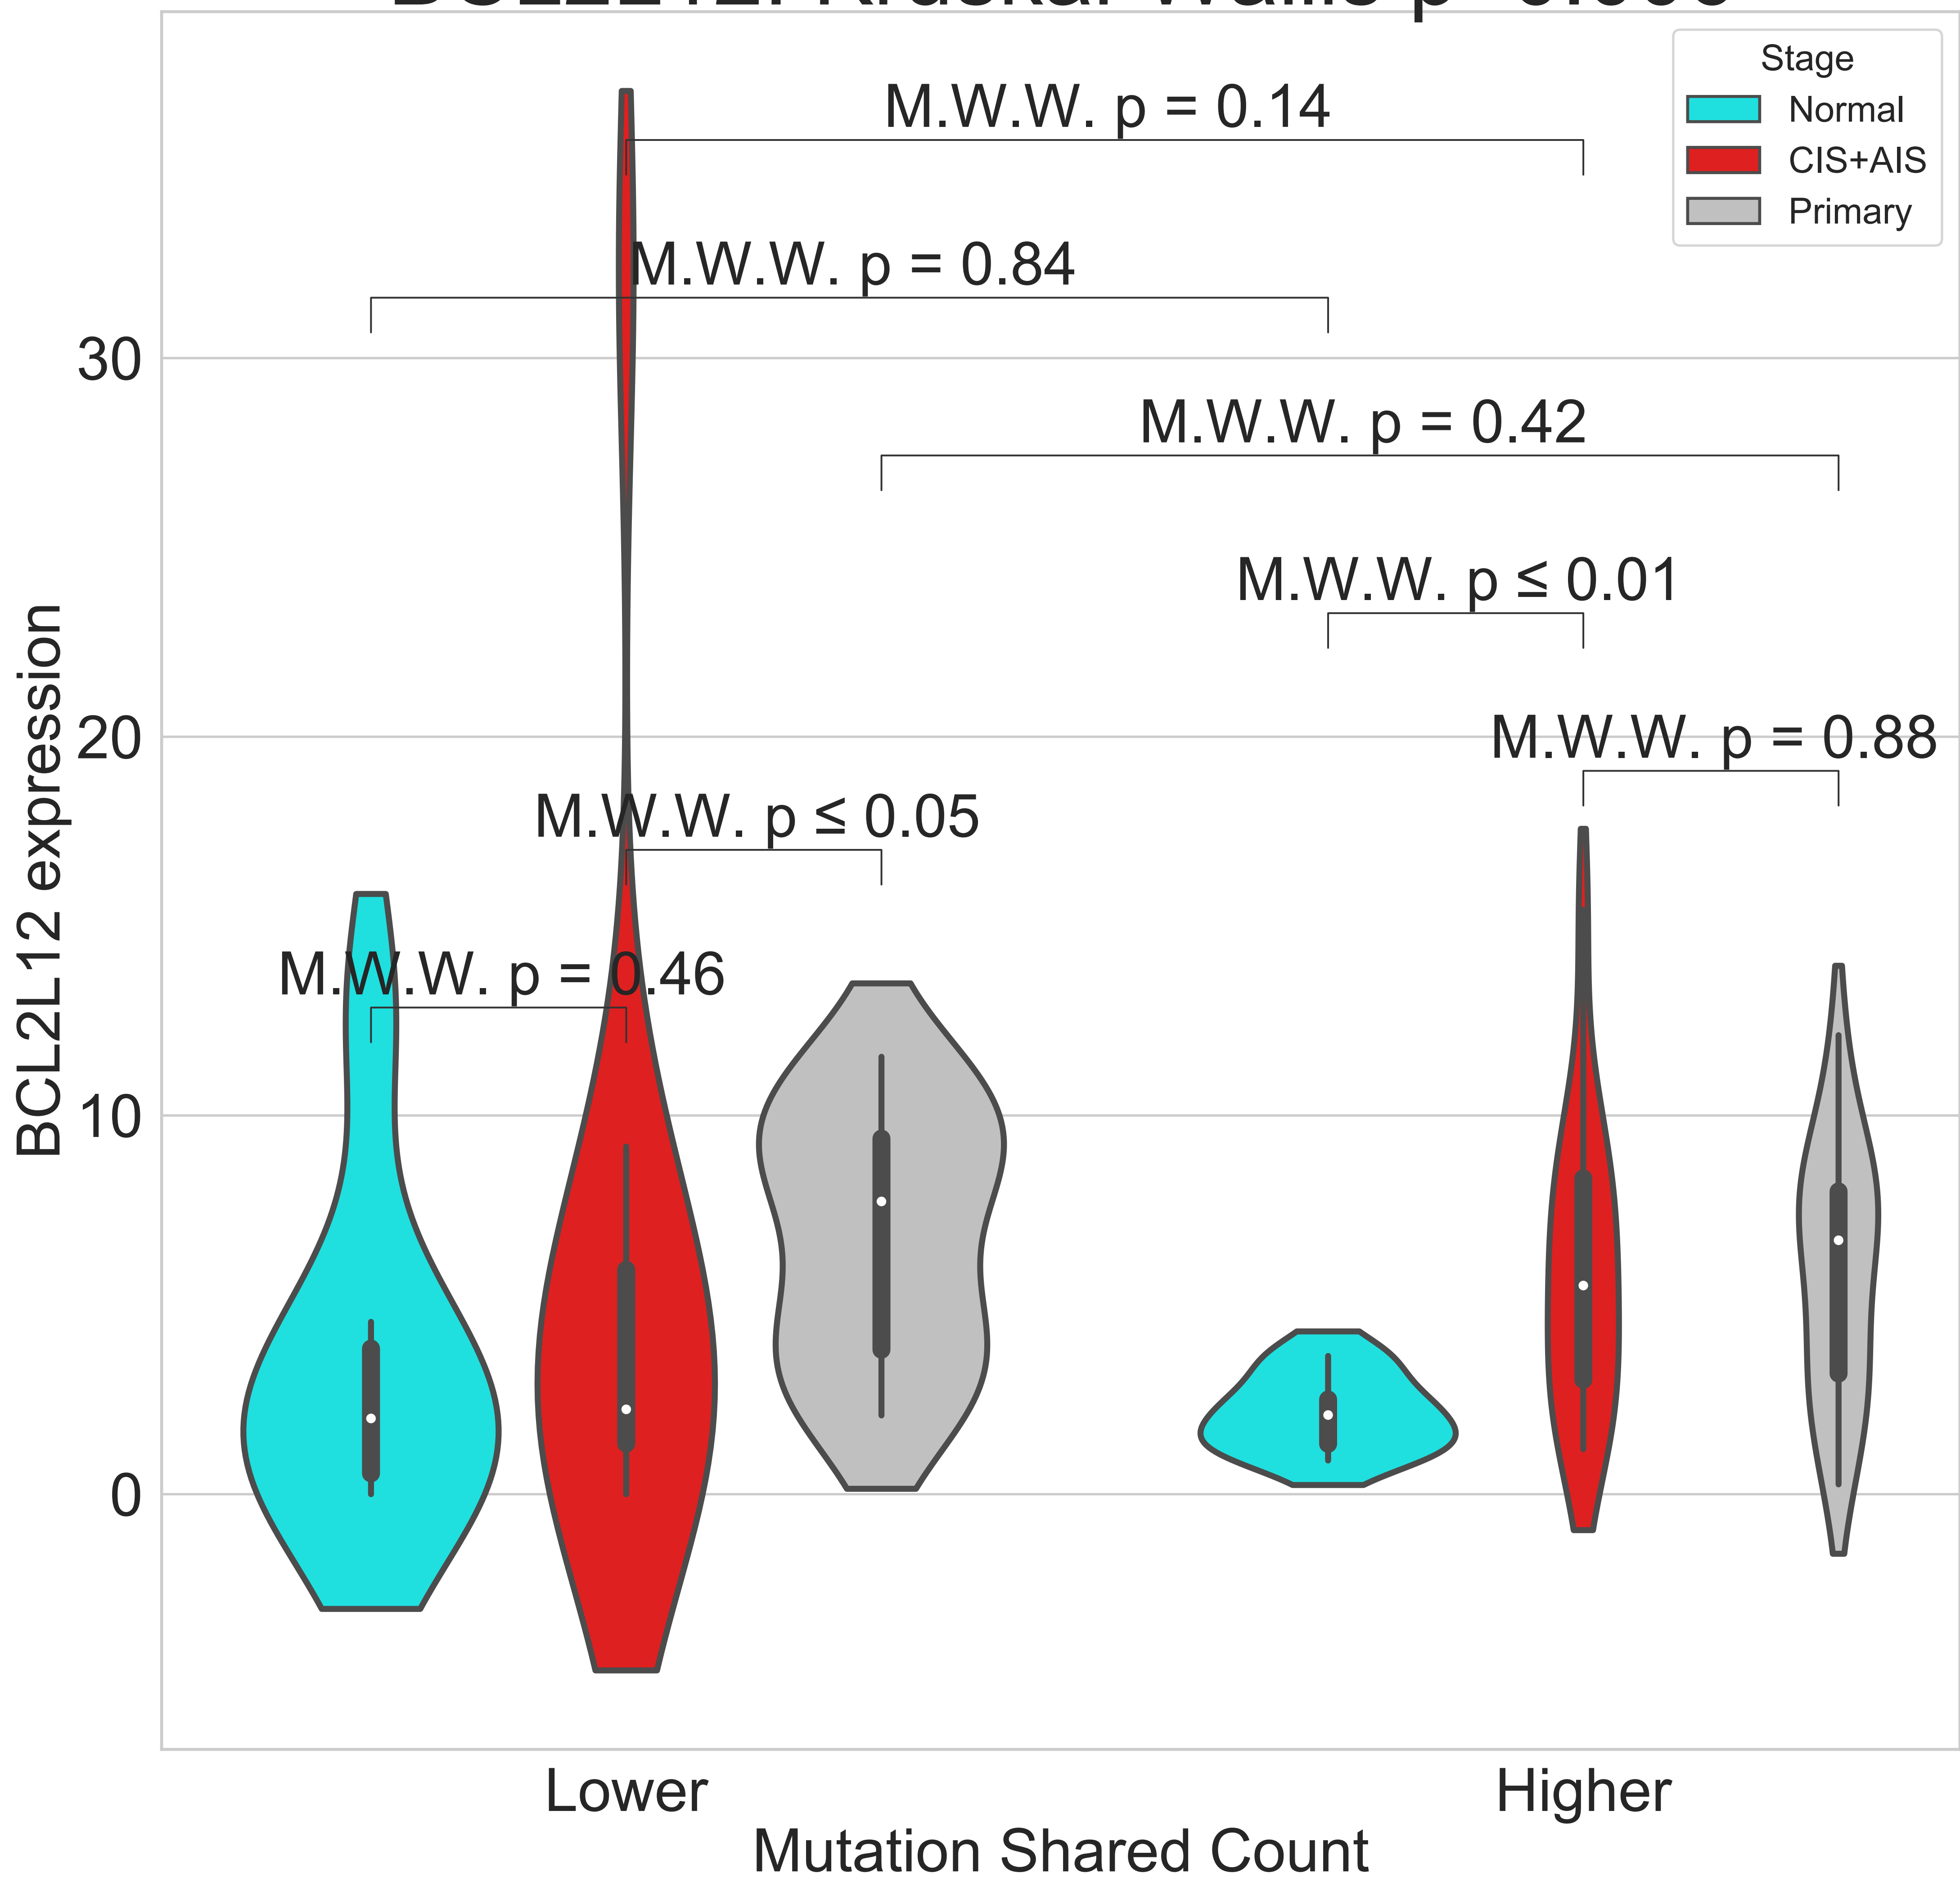 Stage
Normal
CIS+AIS
Primary
M.W.W. p = 0.14
M.W.W. p = 0.84
M.W.W. p = 0.42
M.W.W. p ≤ 0.01
M.W.W. p = 0.88
M.W.W. p ≤ 0.05
M.W.W. p = 0.46
30
20
10
0
BCL2L12 expression
Lower
Higher
Mutation Shared Count